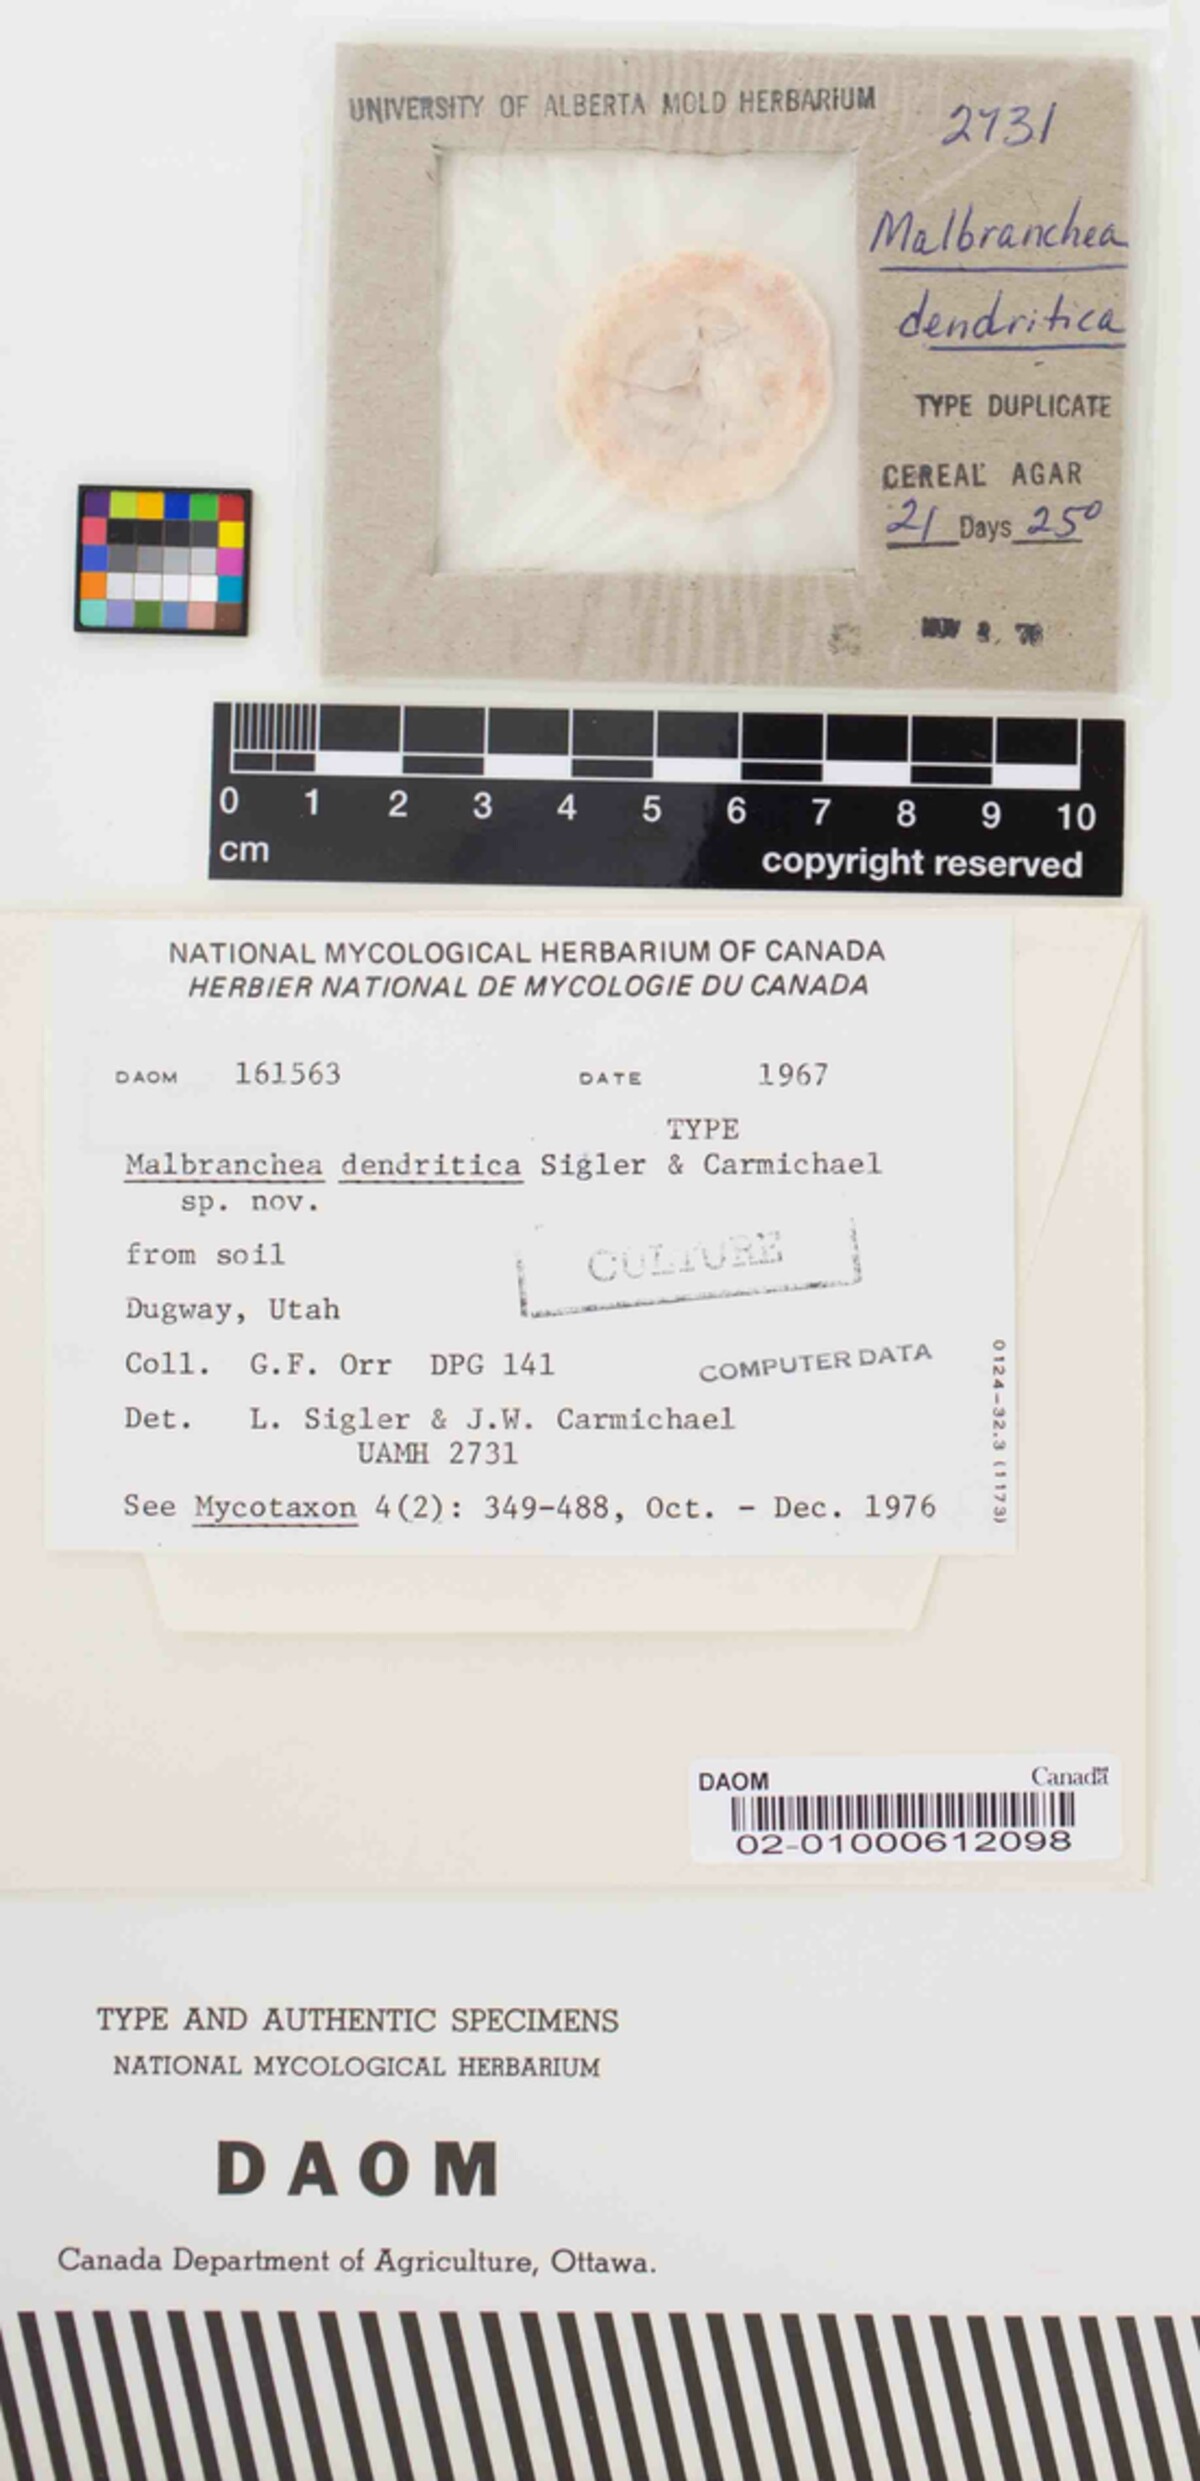 UNIVERSITY OF ALBERTA MOLD HERBARIUM
2731
Malbranchea
dendritica
TYPE DUPLICATE
CEREAL AGAR
21 Days 25°
0 1 2 3 4 5 6 7 8 9 10
cm
copyright reserved
NATIONAL MYCOLOGICAL HERBARIUM OF CANADA
HERBIER NATIONAL DE MYCOLOGIE DU CANADA
DAOM 161563 DATE 1967
TYPE
Malbranchea dendritica Sigler & Carmichael
sp. nov.
from soil
CULTURE
Dugway, Utah
Coll. G.F. Orr DPG 141
COMPUTER DATA
Det. L. Sigler & J.W. Carmichael
UAMH 2731
See Mycotaxon 4(2): 349-488, Oct. - Dec. 1976
0124-32.3 (1173)
DAOM Canada
02-01000612098
TYPE AND AUTHENTIC SPECIMENS
NATIONAL MYCOLOGICAL HERBARIUM
DAOM
Canada Department of Agriculture, Ottawa.